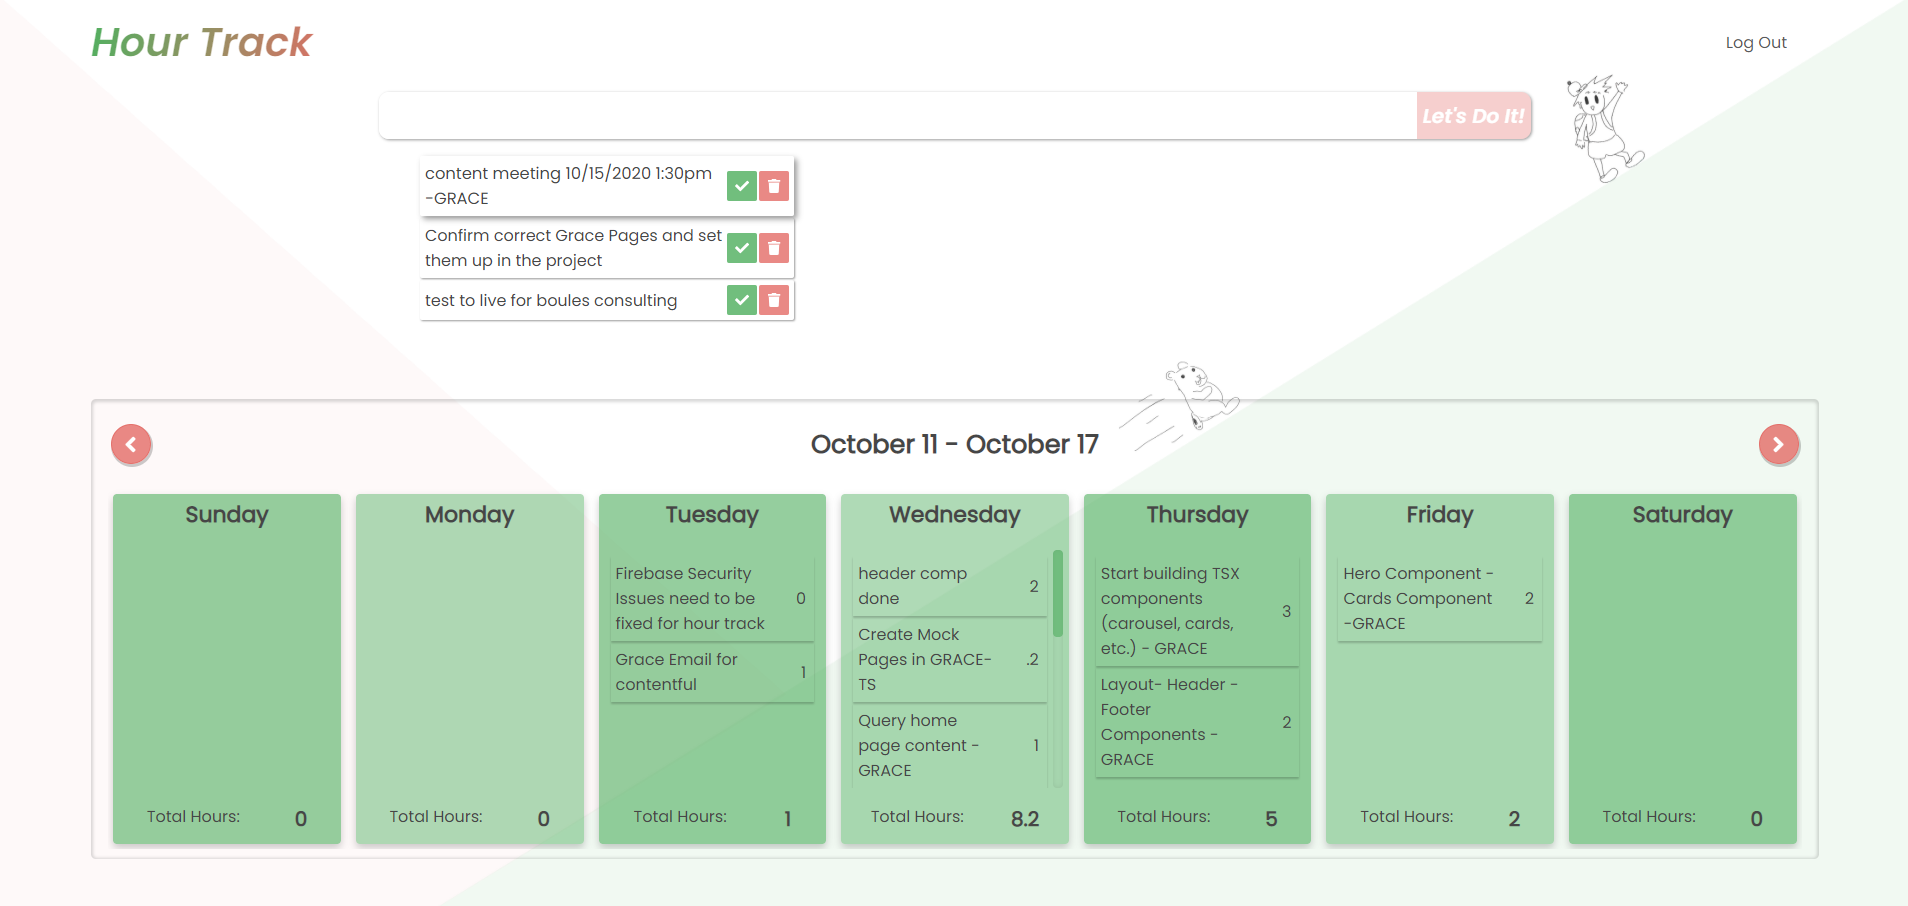 Hour Track
Log Out
Let's Do It!
content meeting 10/15/2020 1:30pm
-GRACE
Confirm correct Grace Pages and set
them up in the project
test to live for boules consulting
October 11 - October 17
Sunday
Total Hours: 0
Monday
Total Hours: 0
Tuesday
Firebase Security
Issues need to be
fixed for hour track
0
Grace Email for
contentful
1
Total Hours: 1
Wednesday
header comp
done
2
Create Mock
Pages in GRACE-
TS
.2
Query home
page content -
GRACE
1
Total Hours: 8.2
Thursday
Start building TSX
components
(carousel, cards,
etc.) - GRACE
3
Layout- Header -
Footer
Components -
GRACE
2
Total Hours: 5
Friday
Hero Component -
Cards Component
-GRACE
2
Total Hours: 2
Saturday
Total Hours: 0